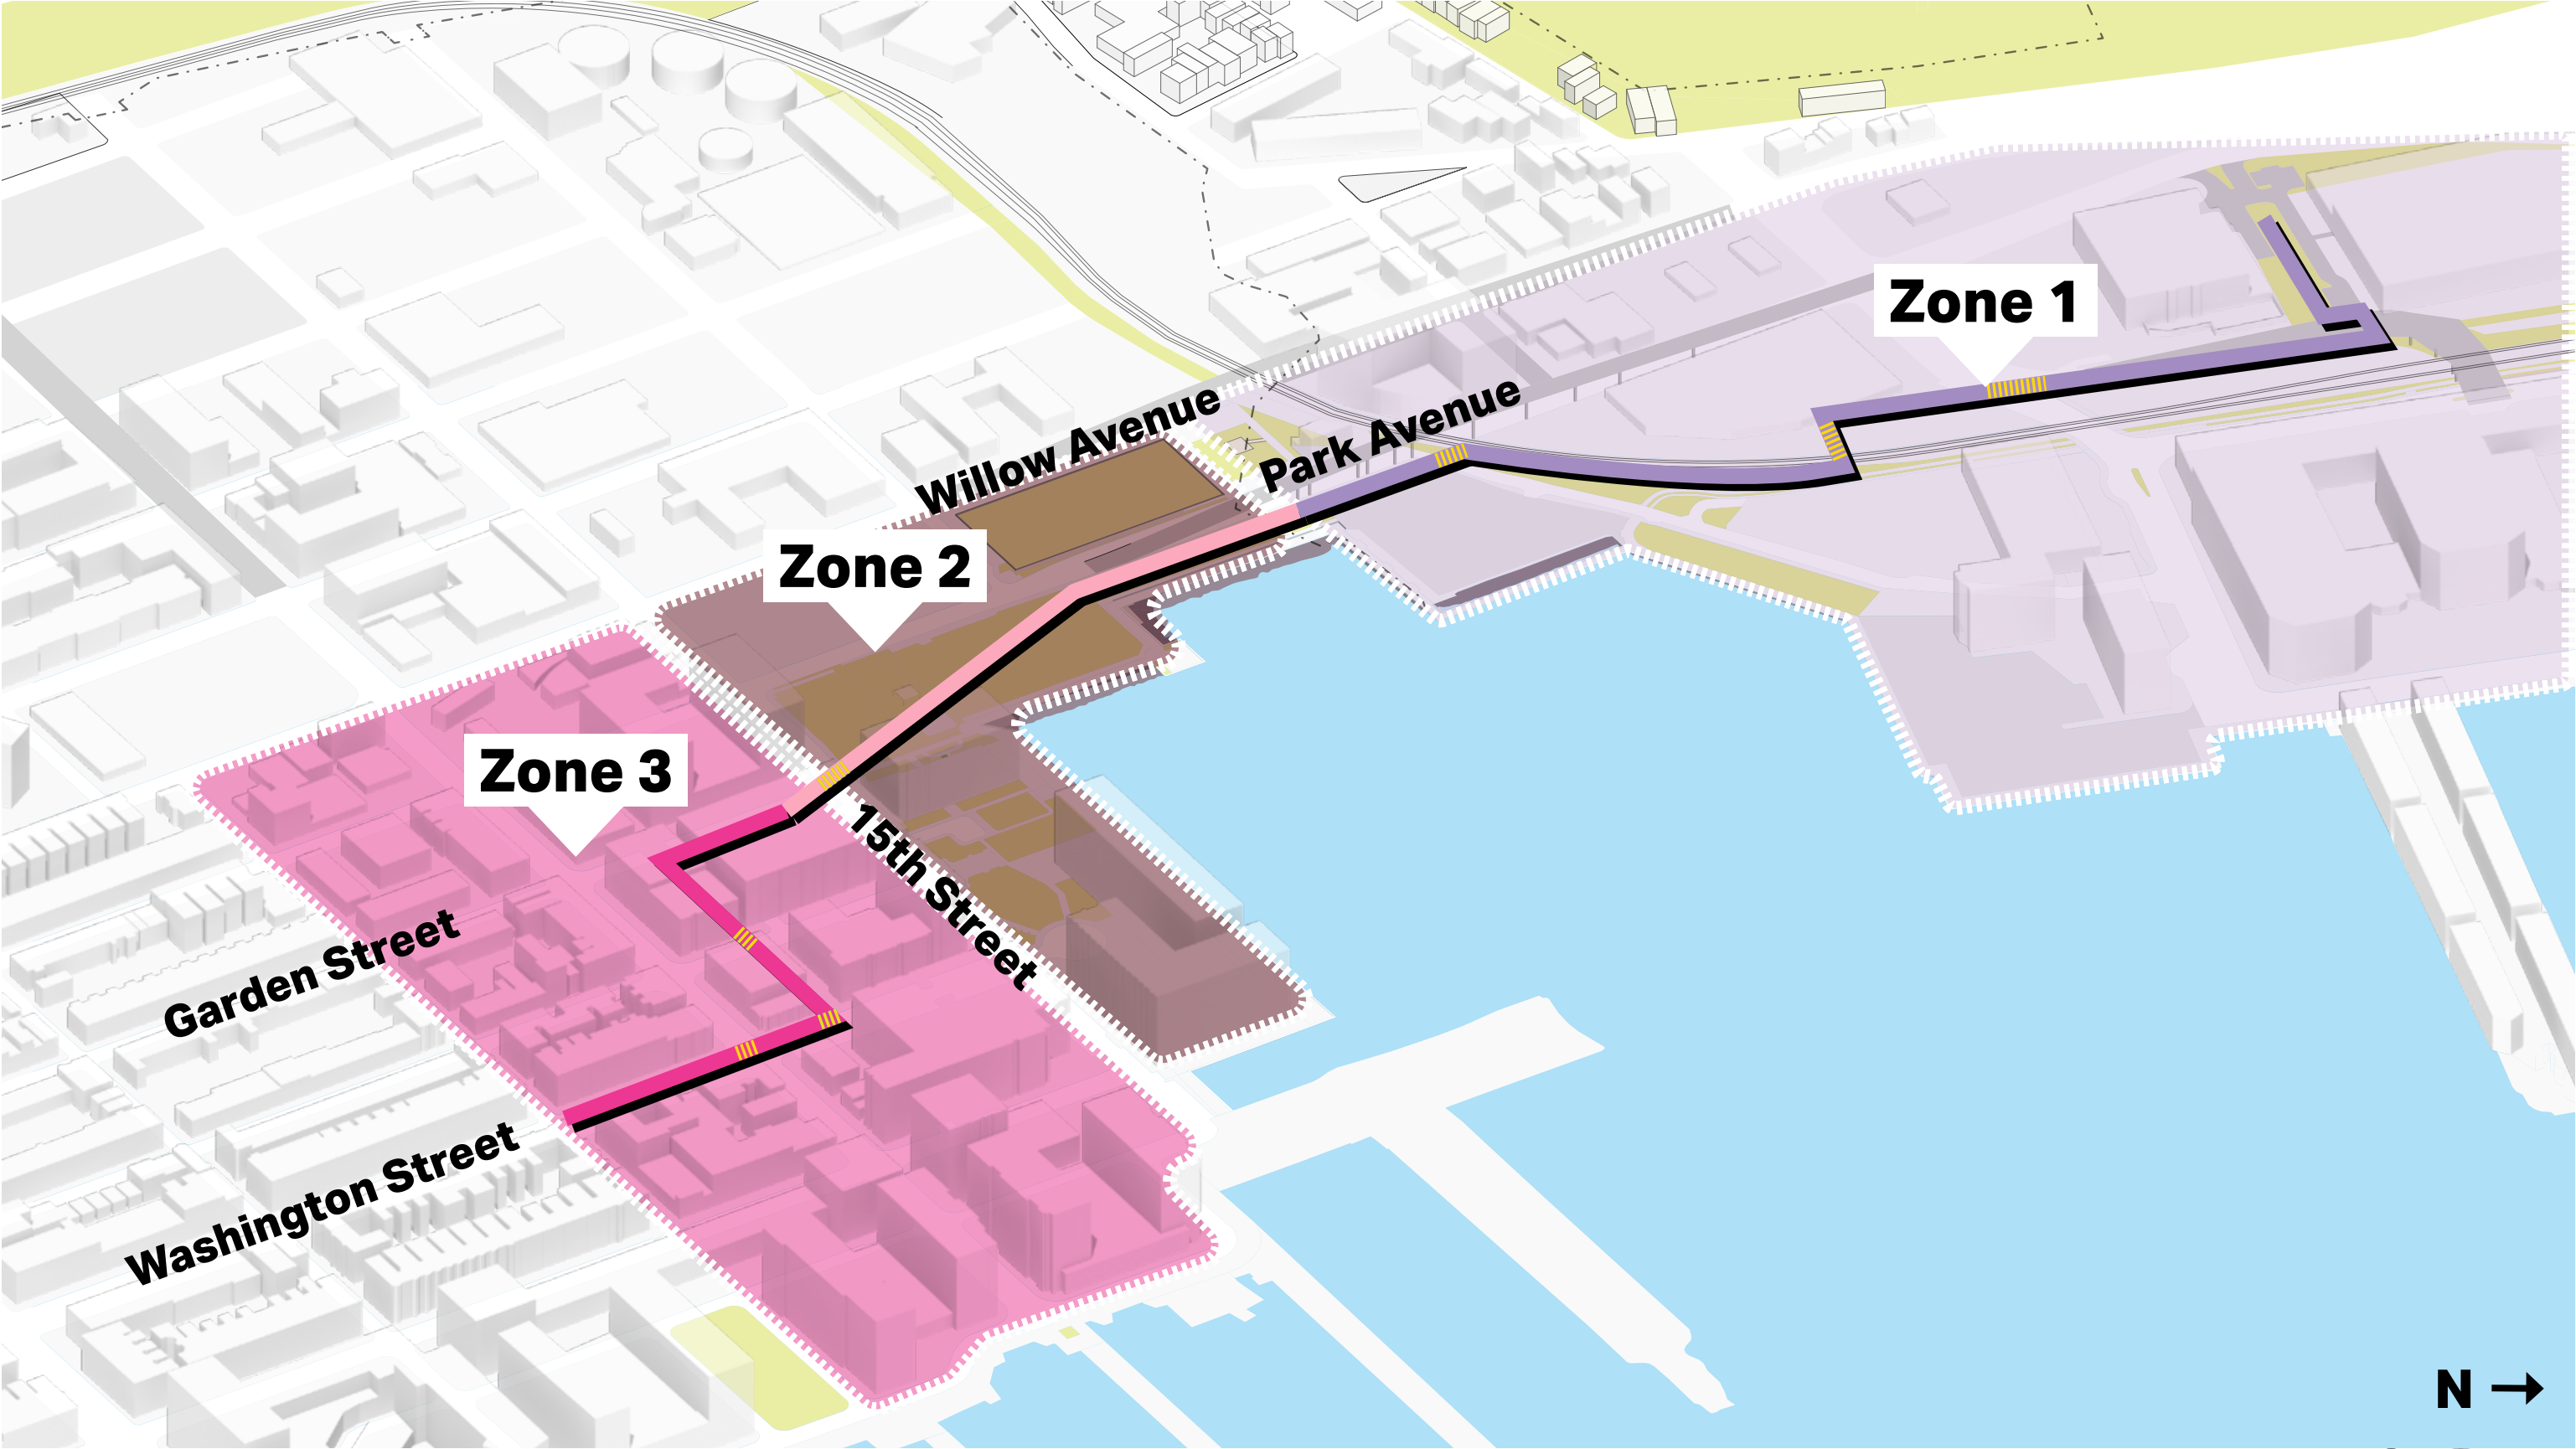 Zone 1
Willow Avenue
Park Avenue
Zone 2
Zone 3
15th Street
Garden Street
Washington Street
N →